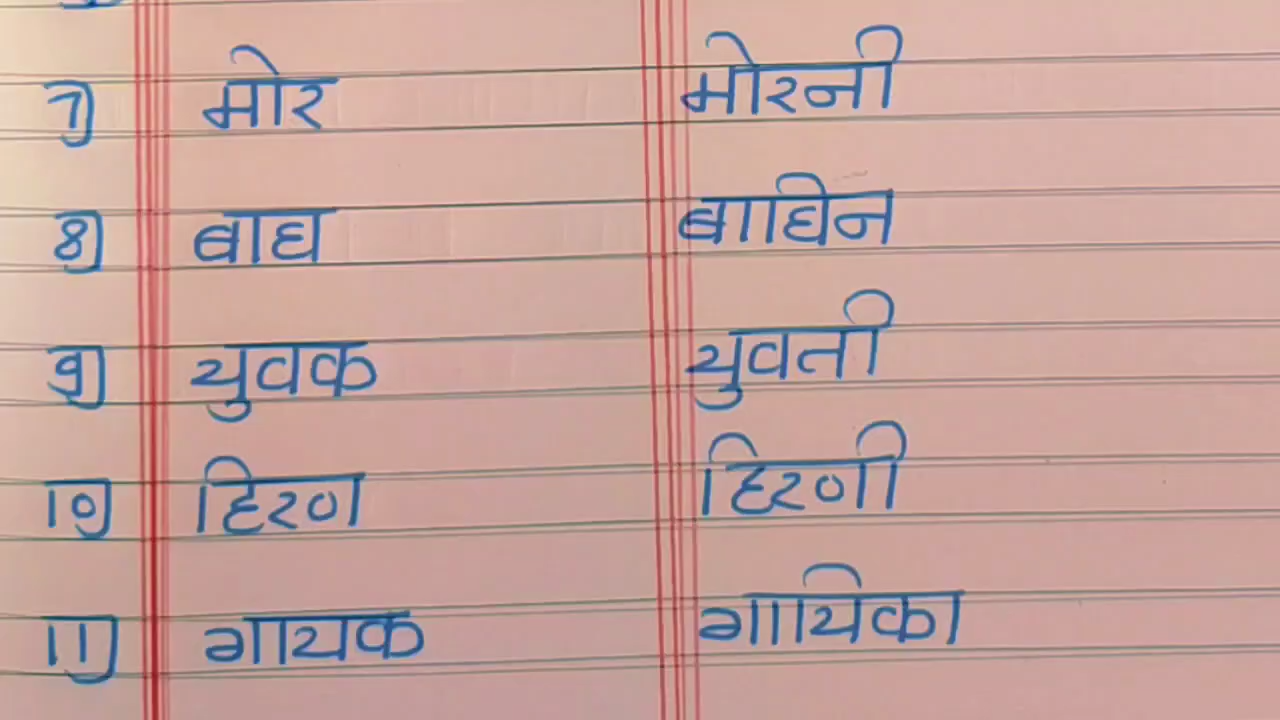 7) मोर मोरनी
8) बाघ बाघिन
9) युवक युवती
10) हिरण हिरणी
11) गायक गायिका